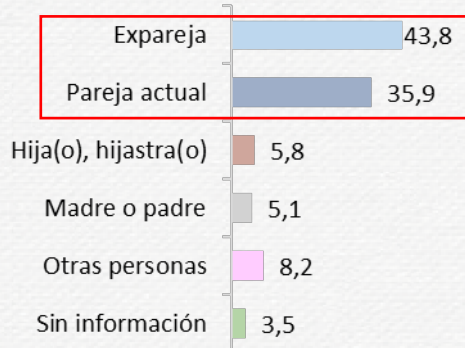 Expareja 43,8
Pareja actual 35,9
Hija(o), hijastra(o) 5,8
Madre o padre 5,1
Otras personas 8,2
Sin información 3,5